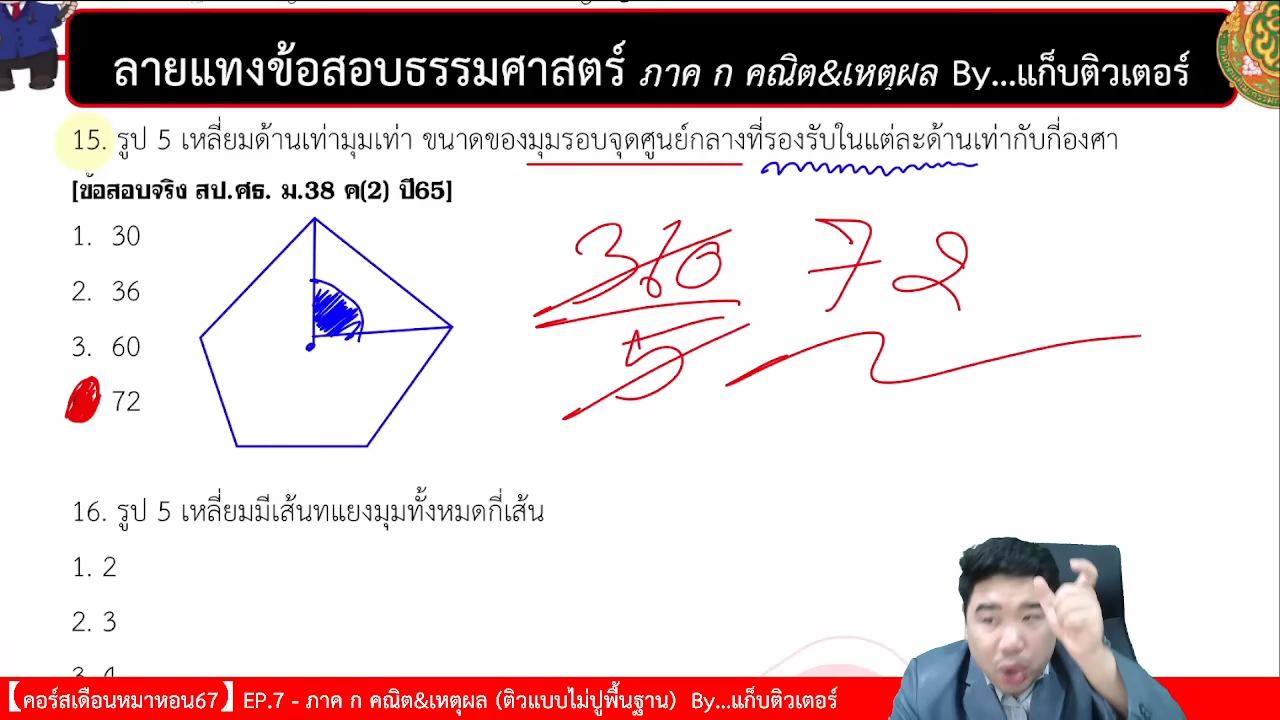 ลายแทงข้อสอบธรรมศาสตร์ ภาค ก คณิต&เหตุผล By...แก็บติวเตอร์
15. รูป 5 เหลี่ยมด้านเท่ามุมเท่า ขนาดของมุมรอบจุดศูนย์กลางที่รองรับในแต่ละด้านเท่ากับกี่องศา
[ข้อสอบจริง สป.ศธ. ม.38 ค(2) ปี65]
1. 30
2. 36
3. 60
72
360
5
72
16. รูป 5 เหลี่ยมมีเส้นทแยงมุมทั้งหมดกี่เส้น
1. 2
2. 3
3. 4
【คอร์สเดือนหมาหอน67】 EP.7 - ภาค ก คณิต&เหตุผล (ติวแบบไม่ปูพื้นฐาน) By...แก็บติวเตอร์